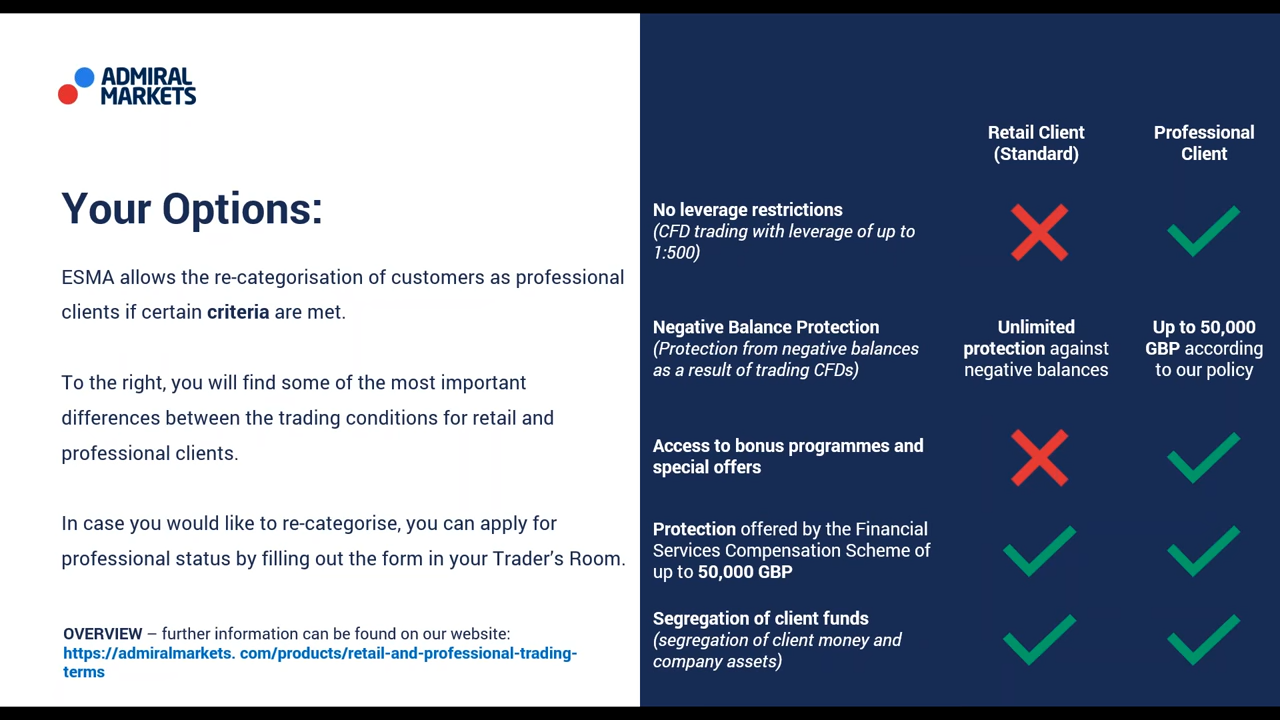 ADMIRAL
MARKETS
Your Options:
ESMA allows the re-categorisation of customers as professional
clients if certain criteria are met.
To the right, you will find some of the most important
differences between the trading conditions for retail and
professional clients.
In case you would like to re-categorise, you can apply for
professional status by filling out the form in your Trader’s Room.
OVERVIEW – further information can be found on our website:
https://admiralmarkets. com/products/retail-and-professional-trading-
terms
Retail Client
(Standard)
Professional
Client
No leverage restrictions
(CFD trading with leverage of up to
1:500)
Negative Balance Protection
(Protection from negative balances
as a result of trading CFDs)
Unlimited
protection against
negative balances
Up to 50,000
GBP according
to our policy
Access to bonus programmes and
special offers
Protection offered by the Financial
Services Compensation Scheme of
up to 50,000 GBP
Segregation of client funds
(segregation of client money and
company assets)